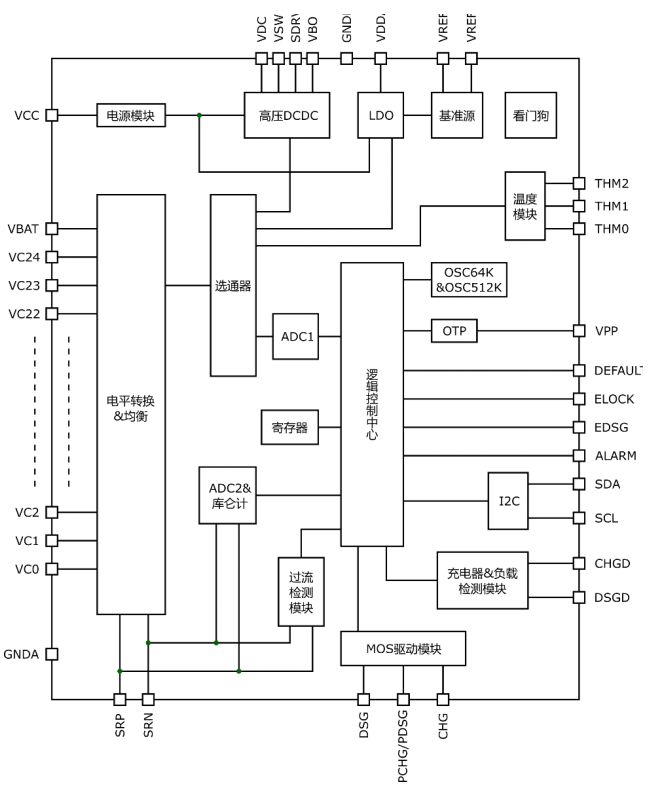 VDC
VSW
SDRV
VBO
GND
VDDA
VREF
VREF
VCC
电源模块
高压DCDC
LDO
基准源
看门狗
温度
模块
THM2
THM1
THM0
VBAT
VC24
VC23
VC22
选通器
OSC64K
&OSC512K
ADC1
OTP
VPP
电平转换
&均衡
逻辑控制中心
DEFAUL
ELOCK
寄存器
EDSG
ALARM
ADC2&
库仑计
I2C
SDA
SCL
VC2
VC1
VC0
过流
检测
模块
充电器&负载
检测模块
CHGD
DSGD
MOS驱动模块
GNDA
SRP
SRN
DSG
PCHG/PDSG
CHG